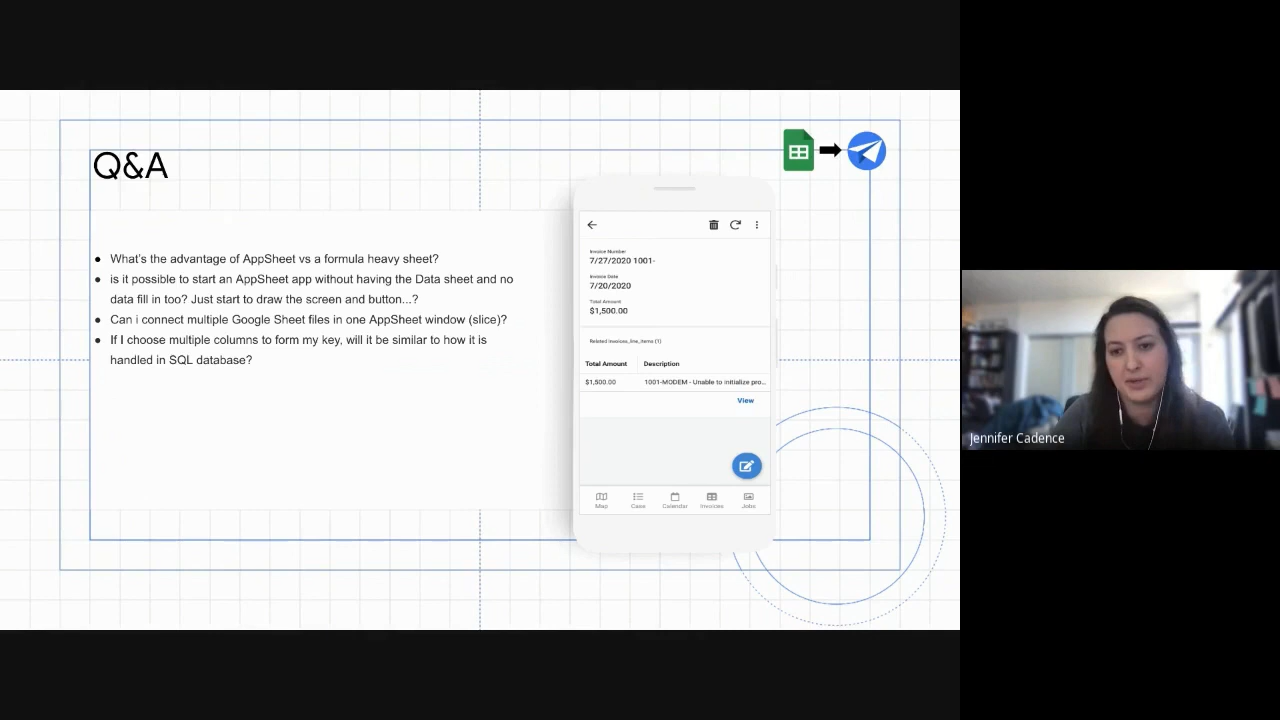 Q&A
● What's the advantage of AppSheet vs a formula heavy sheet?
● is it possible to start an AppSheet app without having the Data sheet and no
data fill in too? Just start to draw the screen and button...?
● Can i connect multiple Google Sheet files in one AppSheet window (slice)?
● If I choose multiple columns to form my key, will it be similar to how it is
handled in SQL database?
Invoice Number
7/27/2020 1001-
Invoice Date
7/20/2020
Total Amount
$1,500.00
Related invoices_line_items (1)
Total Amount Description
$1,500.00 1001-MODEM - Unable to initialize pro...
View
Map Case Calendar Invoices Jobs
Jennifer Cadence